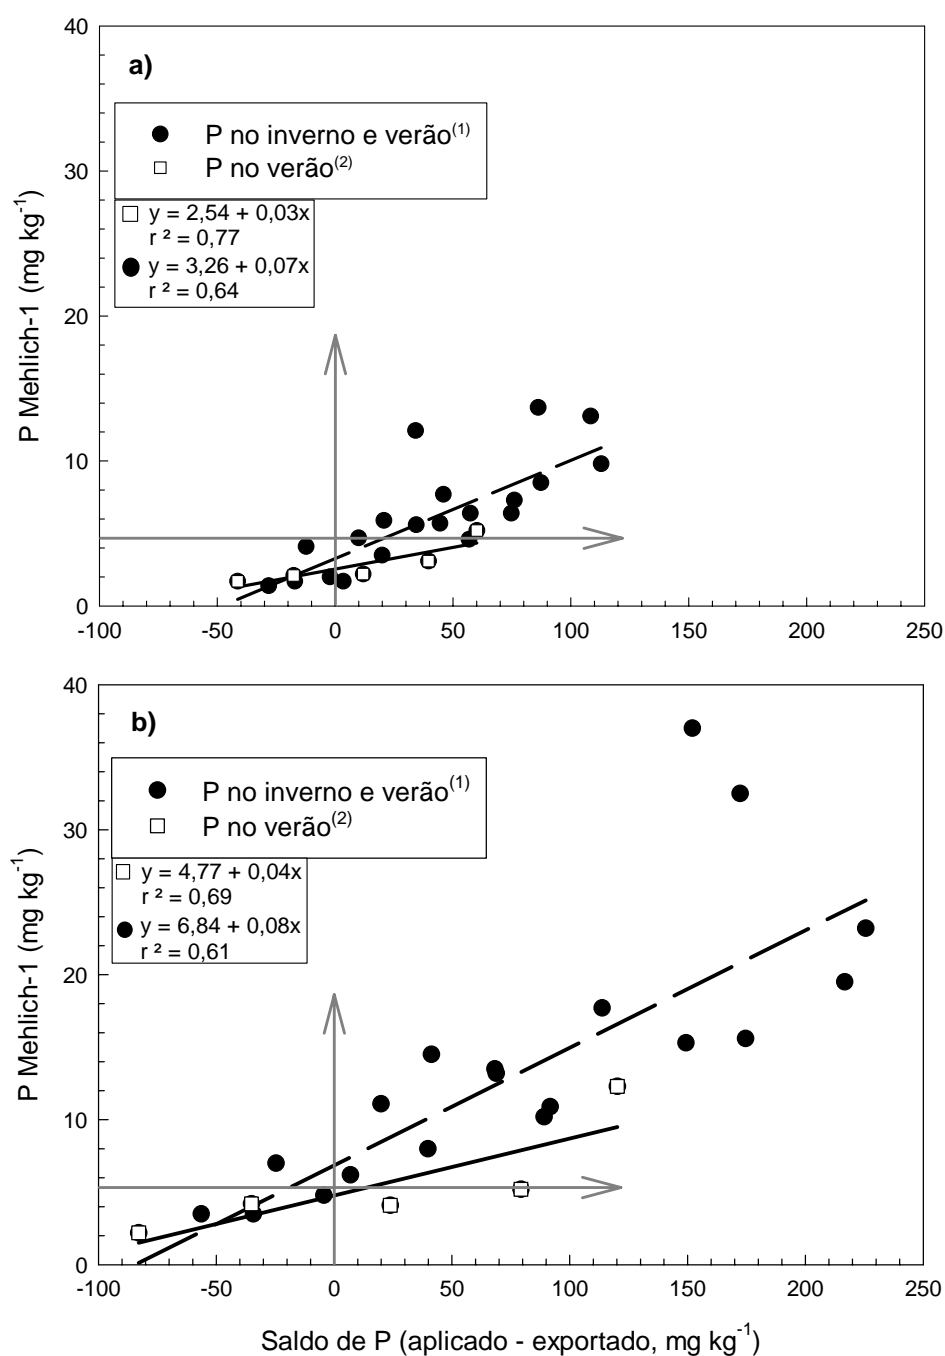 40
a)
P no inverno e verão(1)
P no verão(2)
30
y = 2,54 + 0,03x
r ² = 0,77
y = 3,26 + 0,07x
r ² = 0,64
20
10
0
P Mehlich-1 (mg kg-1)
-100 -50 0 50 100 150 200 250
40
b)
P no inverno e verão(1)
P no verão(2)
30
y = 4,77 + 0,04x
r ² = 0,69
y = 6,84 + 0,08x
r ² = 0,61
20
10
0
P Mehlich-1 (mg kg-1)
-100 -50 0 50 100 150 200 250
Saldo de P (aplicado - exportado, mg kg-1)